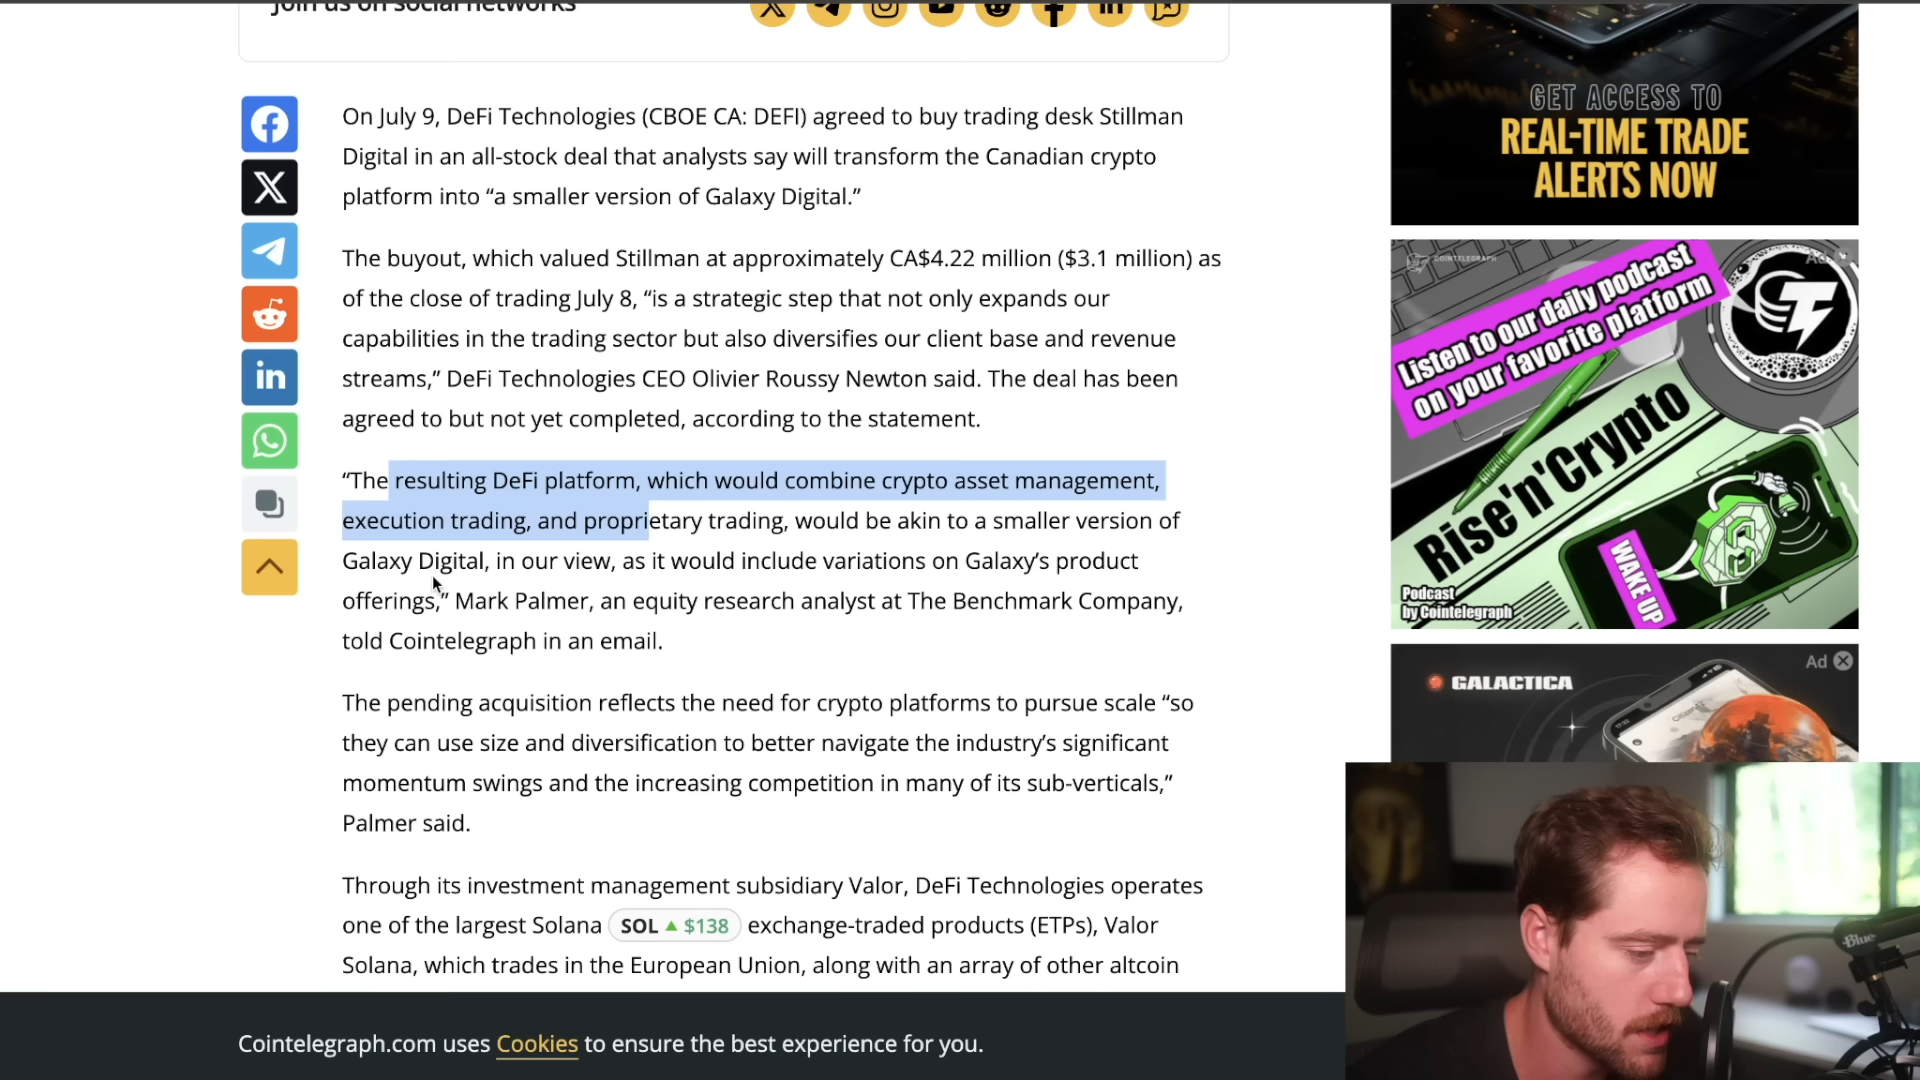 Join us on social networks
On July 9, DeFi Technologies (CBOE CA: DEFI) agreed to buy trading desk Stillman
Digital in an all-stock deal that analysts say will transform the Canadian crypto
platform into “a smaller version of Galaxy Digital.”
The buyout, which valued Stillman at approximately CA$4.22 million ($3.1 million) as
of the close of trading July 8, “is a strategic step that not only expands our
capabilities in the trading sector but also diversifies our client base and revenue
streams,” DeFi Technologies CEO Olivier Roussy Newton said. The deal has been
agreed to but not yet completed, according to the statement.
“The resulting DeFi platform, which would combine crypto asset management,
execution trading, and proprietary trading, would be akin to a smaller version of
Galaxy Digital, in our view, as it would include variations on Galaxy’s product
offerings,” Mark Palmer, an equity research analyst at The Benchmark Company,
told Cointelegraph in an email.
The pending acquisition reflects the need for crypto platforms to pursue scale “so
they can use size and diversification to better navigate the industry’s significant
momentum swings and the increasing competition in many of its sub-verticals,”
Palmer said.
Through its investment management subsidiary Valor, DeFi Technologies operates
one of the largest Solana SOL ▲ $138 exchange-traded products (ETPs), Valor
Solana, which trades in the European Union, along with an array of other altcoin
Cointelegraph.com uses Cookies to ensure the best experience for you.
GET ACCESS TO
REAL-TIME TRADE
ALERTS NOW
COINTELEGRAPH
Ad
Listen to our daily podcast
on your favorite platform
Rise'n'Crypto
WAKE UP
Podcast
by Cointelegraph
Ad
GALACTICA
Blue